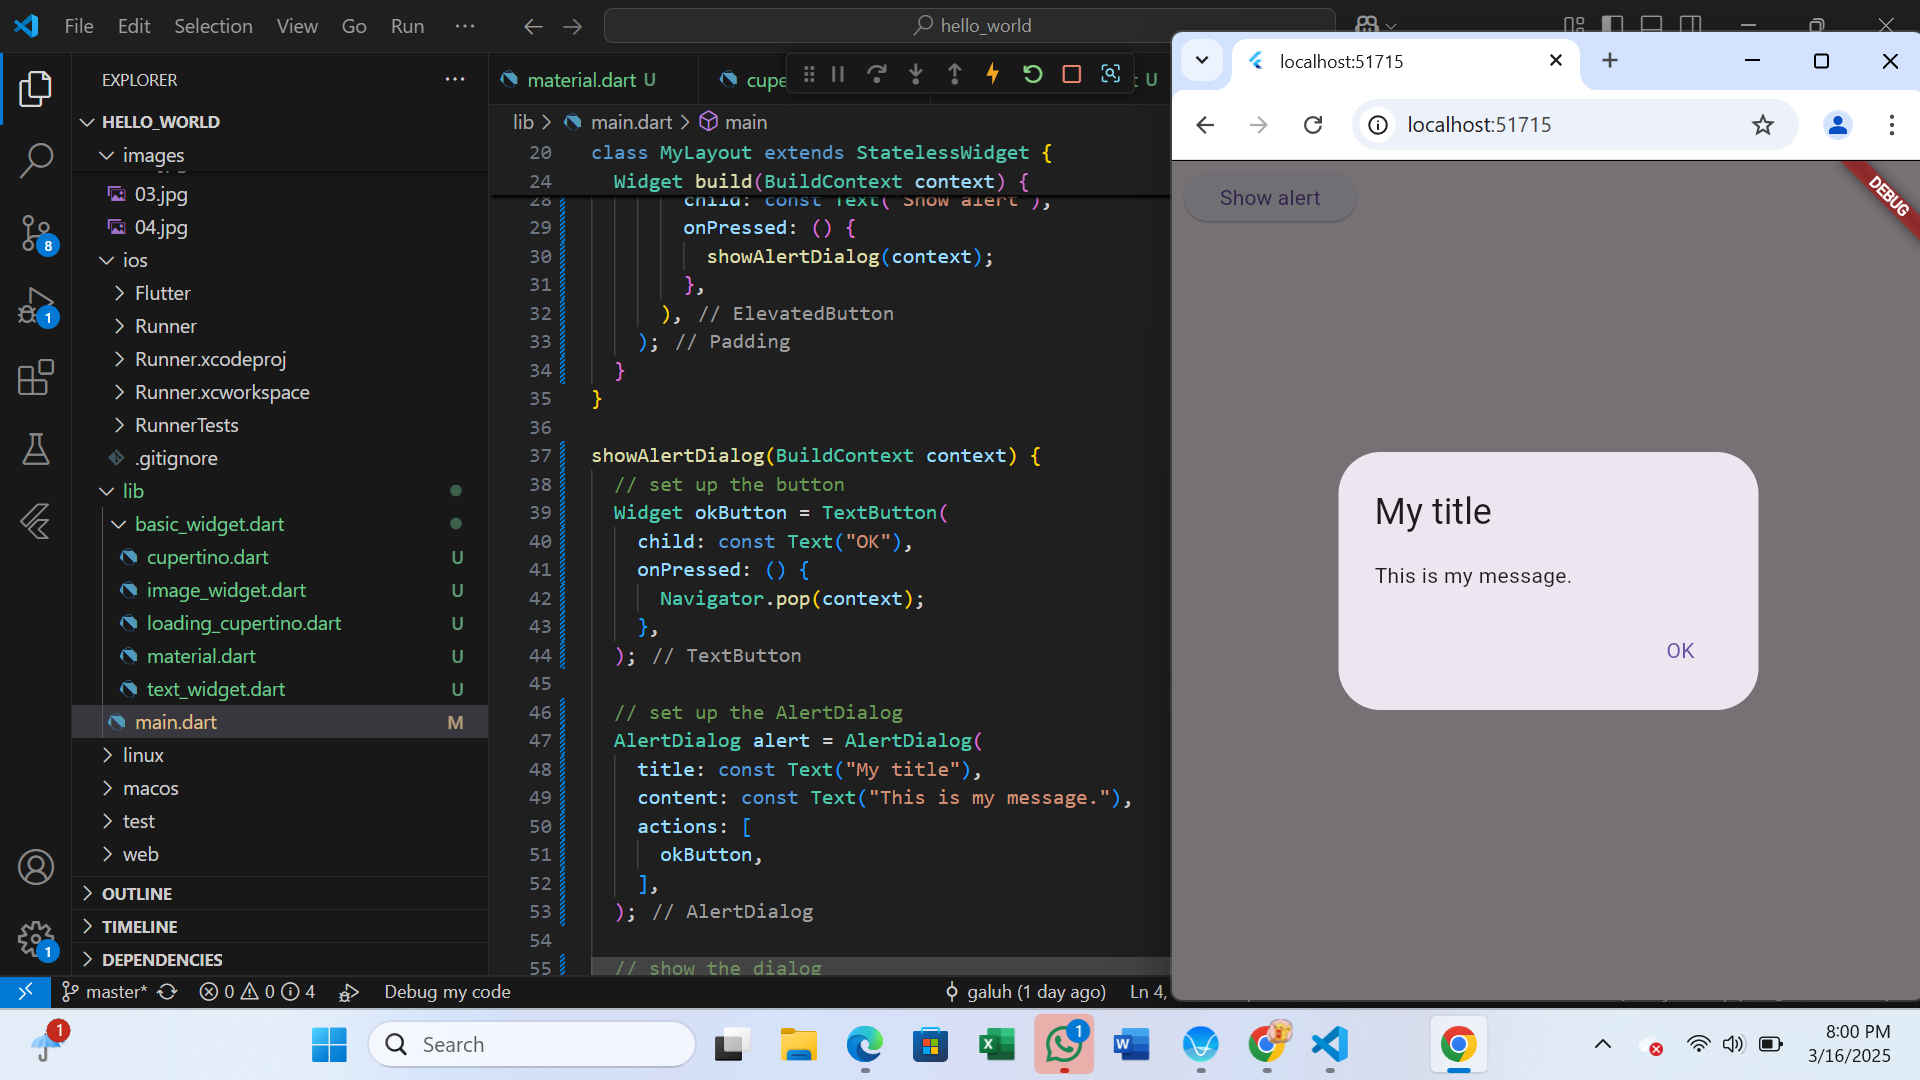 File Edit Selection View Go Run ··· hello_world
EXPLORER ···
HELLO_WORLD
images
03.jpg
04.jpg
ios
Flutter
Runner
Runner.xcodeproj
Runner.xcworkspace
RunnerTests
.gitignore
lib
basic_widget.dart
cupertino.dart U
image_widget.dart U
loading_cupertino.dart U
material.dart U
text_widget.dart U
main.dart M
linux
macos
test
web
OUTLINE
TIMELINE
DEPENDENCIES
8
1
1
material.dart U cupe t U
lib > main.dart > main
20 class MyLayout extends StatelessWidget {
24 Widget build(BuildContext context) {
28 child: const Text("Show alert"),
29 onPressed: () {
30 showAlertDialog(context);
31 },
32 ), // ElevatedButton
33 ); // Padding
34 }
35 }
36
37 showAlertDialog(BuildContext context) {
38 // set up the button
39 Widget okButton = TextButton(
40 child: const Text("OK"),
41 onPressed: () {
42 Navigator.pop(context);
43 },
44 ); // TextButton
45
46 // set up the AlertDialog
47 AlertDialog alert = AlertDialog(
48 title: const Text("My title"),
49 content: const Text("This is my message."),
50 actions: [
51 okButton,
52 ],
53 ); // AlertDialog
54
55 // show the dialog
localhost:51715
localhost:51715
Show alert
DEBUG
My title
This is my message.
OK
master* 0 0 4 Debug my code galuh (1 day ago) Ln 4,
1
Search
1
8:00 PM
3/16/2025